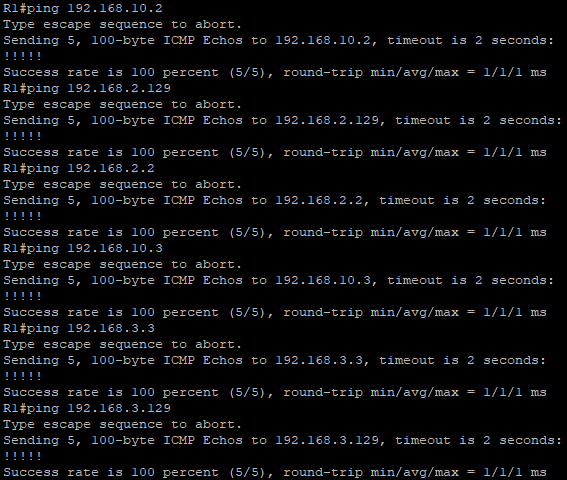 R1#ping 192.168.10.2
Type escape sequence to abort.
Sending 5, 100-byte ICMP Echos to 192.168.10.2, timeout is 2 seconds:
!!!!!
Success rate is 100 percent (5/5), round-trip min/avg/max = 1/1/1 ms
R1#ping 192.168.2.129
Type escape sequence to abort.
Sending 5, 100-byte ICMP Echos to 192.168.2.129, timeout is 2 seconds:
!!!!!
Success rate is 100 percent (5/5), round-trip min/avg/max = 1/1/1 ms
R1#ping 192.168.2.2
Type escape sequence to abort.
Sending 5, 100-byte ICMP Echos to 192.168.2.2, timeout is 2 seconds:
!!!!!
Success rate is 100 percent (5/5), round-trip min/avg/max = 1/1/1 ms
R1#ping 192.168.10.3
Type escape sequence to abort.
Sending 5, 100-byte ICMP Echos to 192.168.10.3, timeout is 2 seconds:
!!!!!
Success rate is 100 percent (5/5), round-trip min/avg/max = 1/1/1 ms
R1#ping 192.168.3.3
Type escape sequence to abort.
Sending 5, 100-byte ICMP Echos to 192.168.3.3, timeout is 2 seconds:
!!!!!
Success rate is 100 percent (5/5), round-trip min/avg/max = 1/1/1 ms
R1#ping 192.168.3.129
Type escape sequence to abort.
Sending 5, 100-byte ICMP Echos to 192.168.3.129, timeout is 2 seconds:
!!!!!
Success rate is 100 percent (5/5), round-trip min/avg/max = 1/1/1 ms